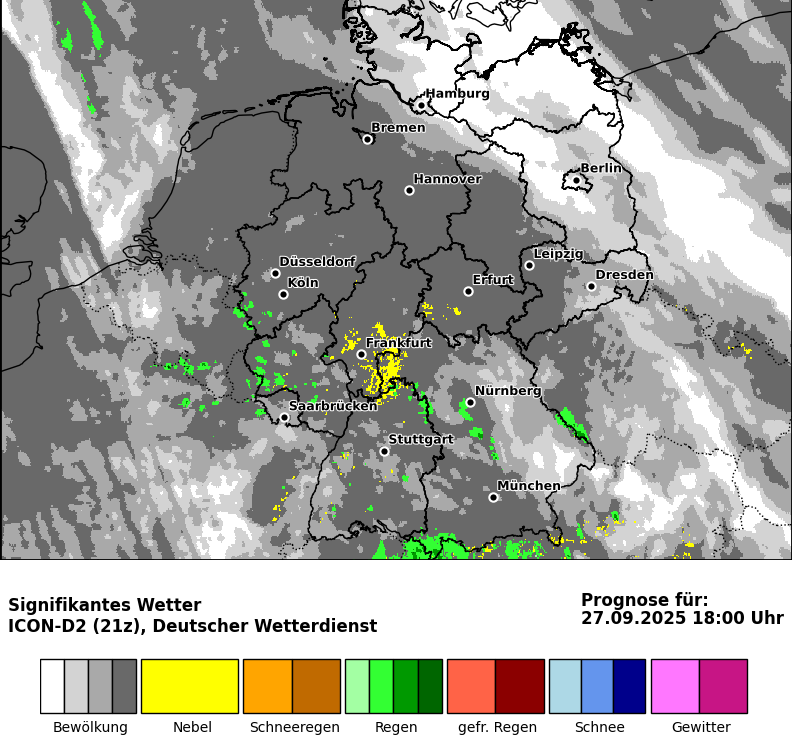 Hamburg
Bremen
Berlin
Hannover
Düsseldorf
Leipzig
Köln
Erfurt
Dresden
Frankfurt
Nürnberg
Saarbrücken
Stuttgart
München
Signifikantes Wetter
ICON-D2 (21z), Deutscher Wetterdienst
Prognose für:
27.09.2025 18:00 Uhr
Bewölkung
Nebel
Schneeregen
Regen
gefr. Regen
Schnee
Gewitter